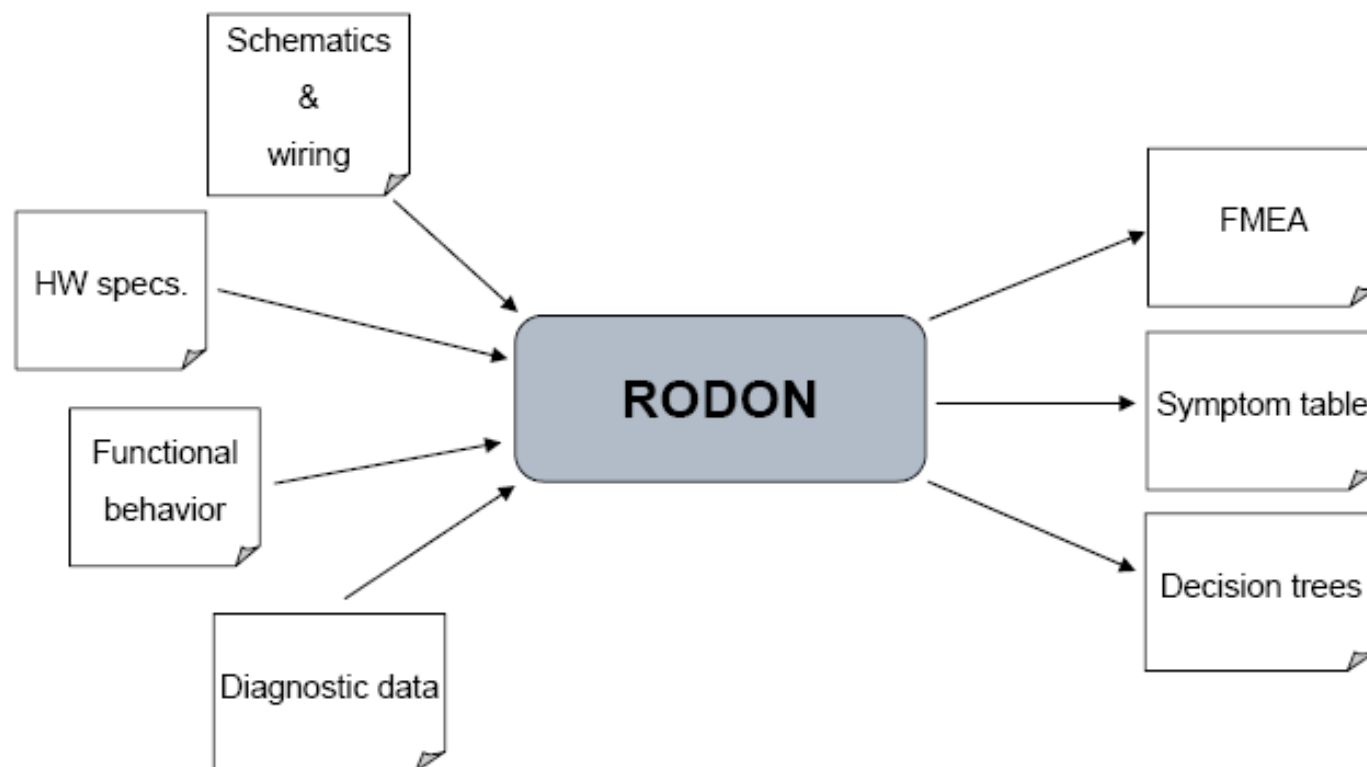 Schematics
&
wiring
HW specs.
Functional
behavior
Diagnostic data
RODON
FMEA
Symptom table
Decision trees